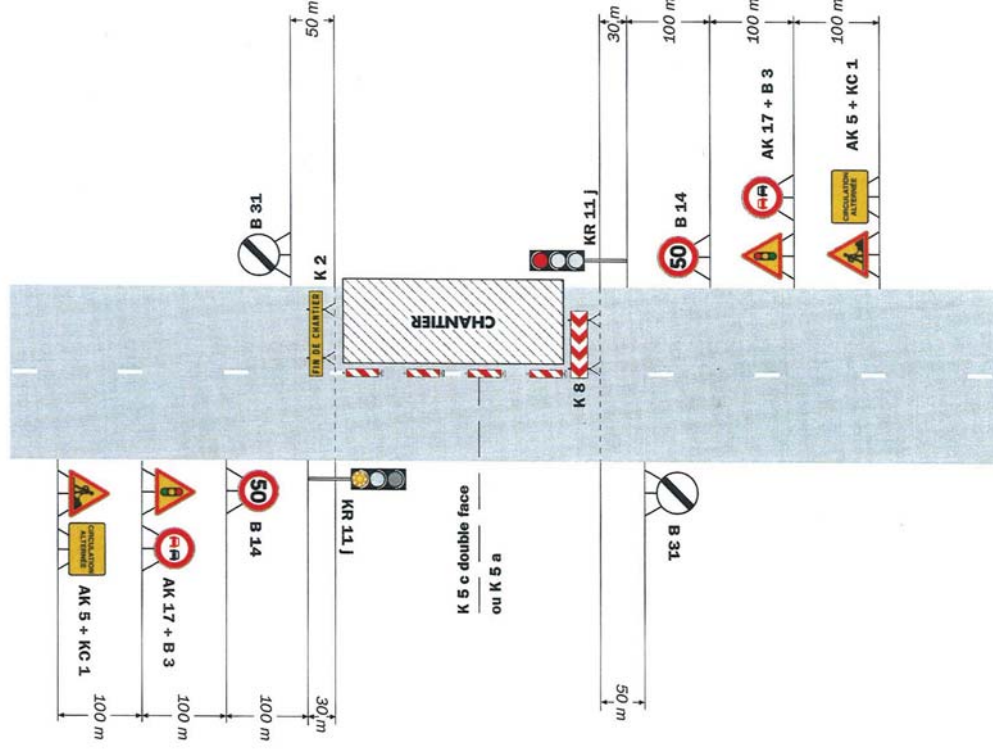 50 m
30 m
100 m
100 m
100 m
B 31
K 2
FIN DE CHANTIER
CHANTIER
KR 11 j
B 14
50
AK 17 + B 3
AK 5 + KC 1
CIRCULATION
ALTERNÉE
K 8
CIRCULATION
ALTERNÉE
AK 5 + KC 1
AK 17 + B 3
50
B 14
KR 11 j
K 5 c double face
ou K 5 a
B 31
100 m
100 m
100 m
30 m
50 m